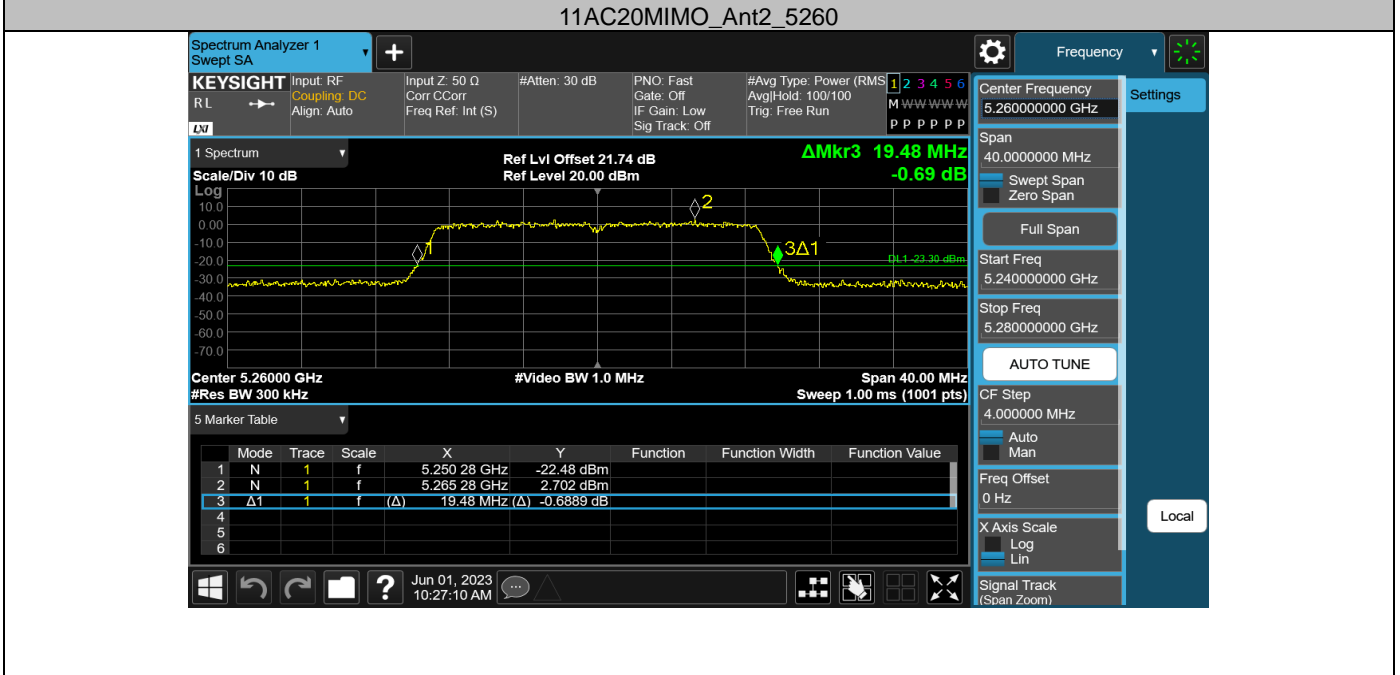 11AC20MIMO_Ant2_5260
Spectrum Analyzer 1
Swept SA
Frequency
KEYSIGHT
RL
LXI
Input: RF
Coupling: DC
Align: Auto
Input Z: 50 Ω
Corr CCorr
Freq Ref: Int (S)
#Atten: 30 dB
PNO: Fast
Gate: Off
IF Gain: Low
Sig Track: Off
#Avg Type: Power (RMS
Avg|Hold: 100/100
Trig: Free Run
1 2 3 4 5 6
M W W W W W
P P P P P P
1 Spectrum
Scale/Div 10 dB
Ref Lvl Offset 21.74 dB
Ref Level 20.00 dBm
ΔMkr3 19.48 MHz
-0.69 dB
Log
10.0
0.00
-10.0
-20.0
-30.0
-40.0
-50.0
-60.0
-70.0
1
2
3Δ1
DL1 -23.30 dBm
Center 5.26000 GHz
#Video BW 1.0 MHz
Span 40.00 MHz
#Res BW 300 kHz
Sweep 1.00 ms (1001 pts)
5 Marker Table
Mode Trace Scale X Y Function Function Width Function Value
1 N 1 f 5.250 28 GHz -22.48 dBm
2 N 1 f 5.265 28 GHz 2.702 dBm
3 Δ1 1 f (Δ) 19.48 MHz (Δ) -0.6889 dB
4
5
6
Jun 01, 2023
10:27:10 AM
Center Frequency
5.260000000 GHz
Settings
Span
40.0000000 MHz
Swept Span
Zero Span
Full Span
Start Freq
5.240000000 GHz
Stop Freq
5.280000000 GHz
AUTO TUNE
CF Step
4.000000 MHz
Auto
Man
Freq Offset
0 Hz
X Axis Scale
Log
Lin
Local
Signal Track
(Span Zoom)